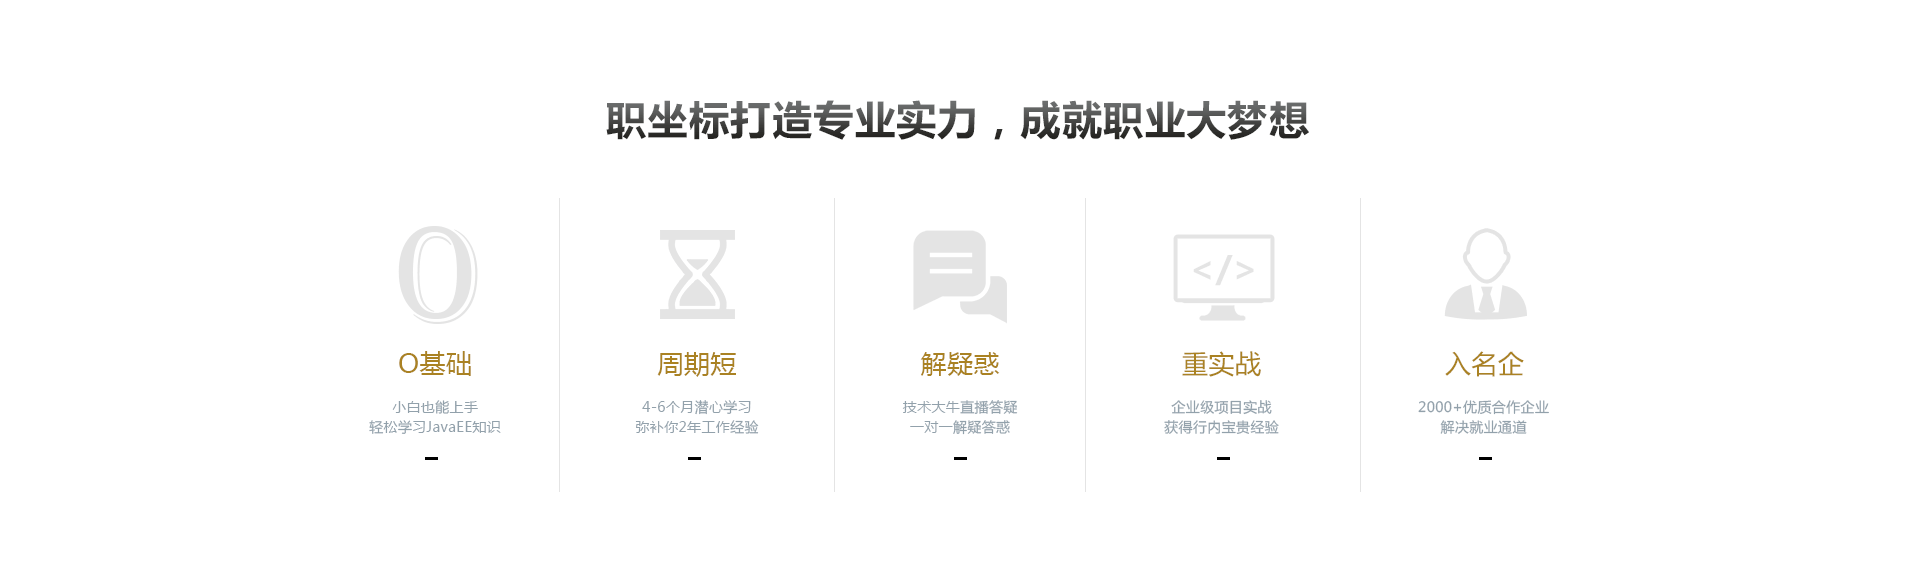 职坐标打造专业实力，成就职业大梦想
O基础
小白也能上手
轻松学习JavaEE知识
周期短
4-6个月潜心学习
弥补你2年工作经验
解疑惑
技术大牛直播答疑
一对一解疑答惑
</>
重实战
企业级项目实战
获得行内宝贵经验
入名企
2000+优质合作企业
解决就业通道